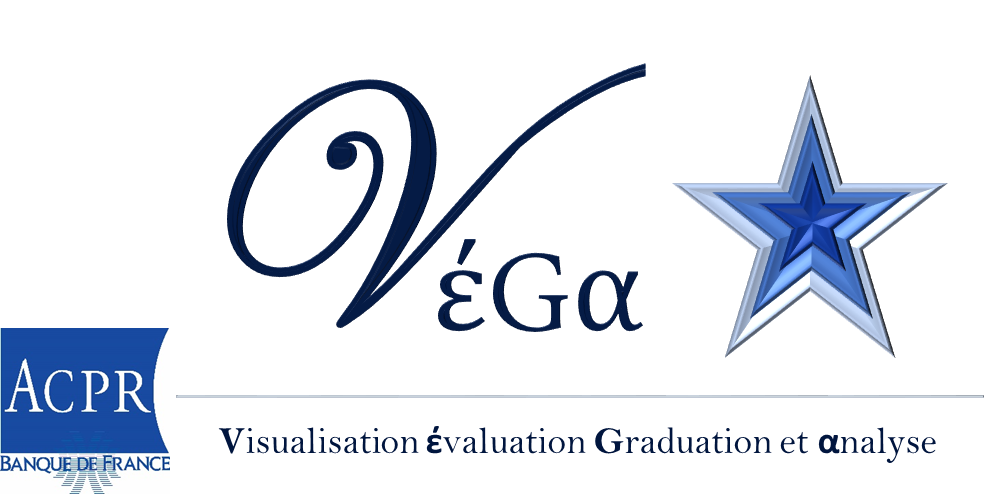 VέGα
ACPR
BANQUE DE FRANCE
Visualisation έvaluation Graduation et αnalyse